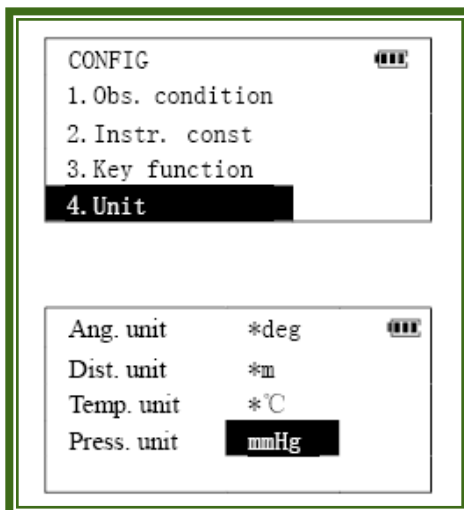 CONFIG
1. Obs. condition
2. Instr. const
3. Key function
4. Unit
Ang. unit *deg
Dist. unit *m
Temp. unit *℃
Press. unit mmHg